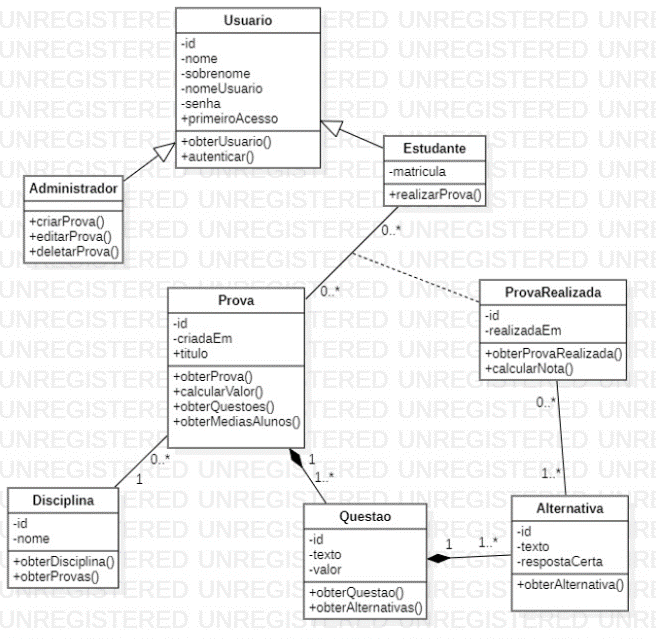 Usuario
-id
-nome
-sobrenome
-nomeUsuario
-senha
+primeiroAcesso
+obterUsuario()
+autenticar()
Estudante
-matricula
+realizarProva()
Administrador
+criarProva()
+editarProva()
+deletarProva()
0..*
0..*
Prova
-id
-criadaEm
+titulo
+obterProva()
+calcularValor()
+obterQuestoes()
+obterMediasAlunos()
ProvaRealizada
-id
-realizadaEm
+obterProvaRealizada()
+calcularNota()
0..*
1..*
0..*
1
1
1..*
Disciplina
-id
-nome
+obterDisciplina()
+obterProvas()
Questao
-id
-texto
-valor
+obterQuestao()
+obterAlternativas()
1
1..*
Alternativa
-id
-texto
-respostaCerta
+obterAlternativa()
UNREGISTERED